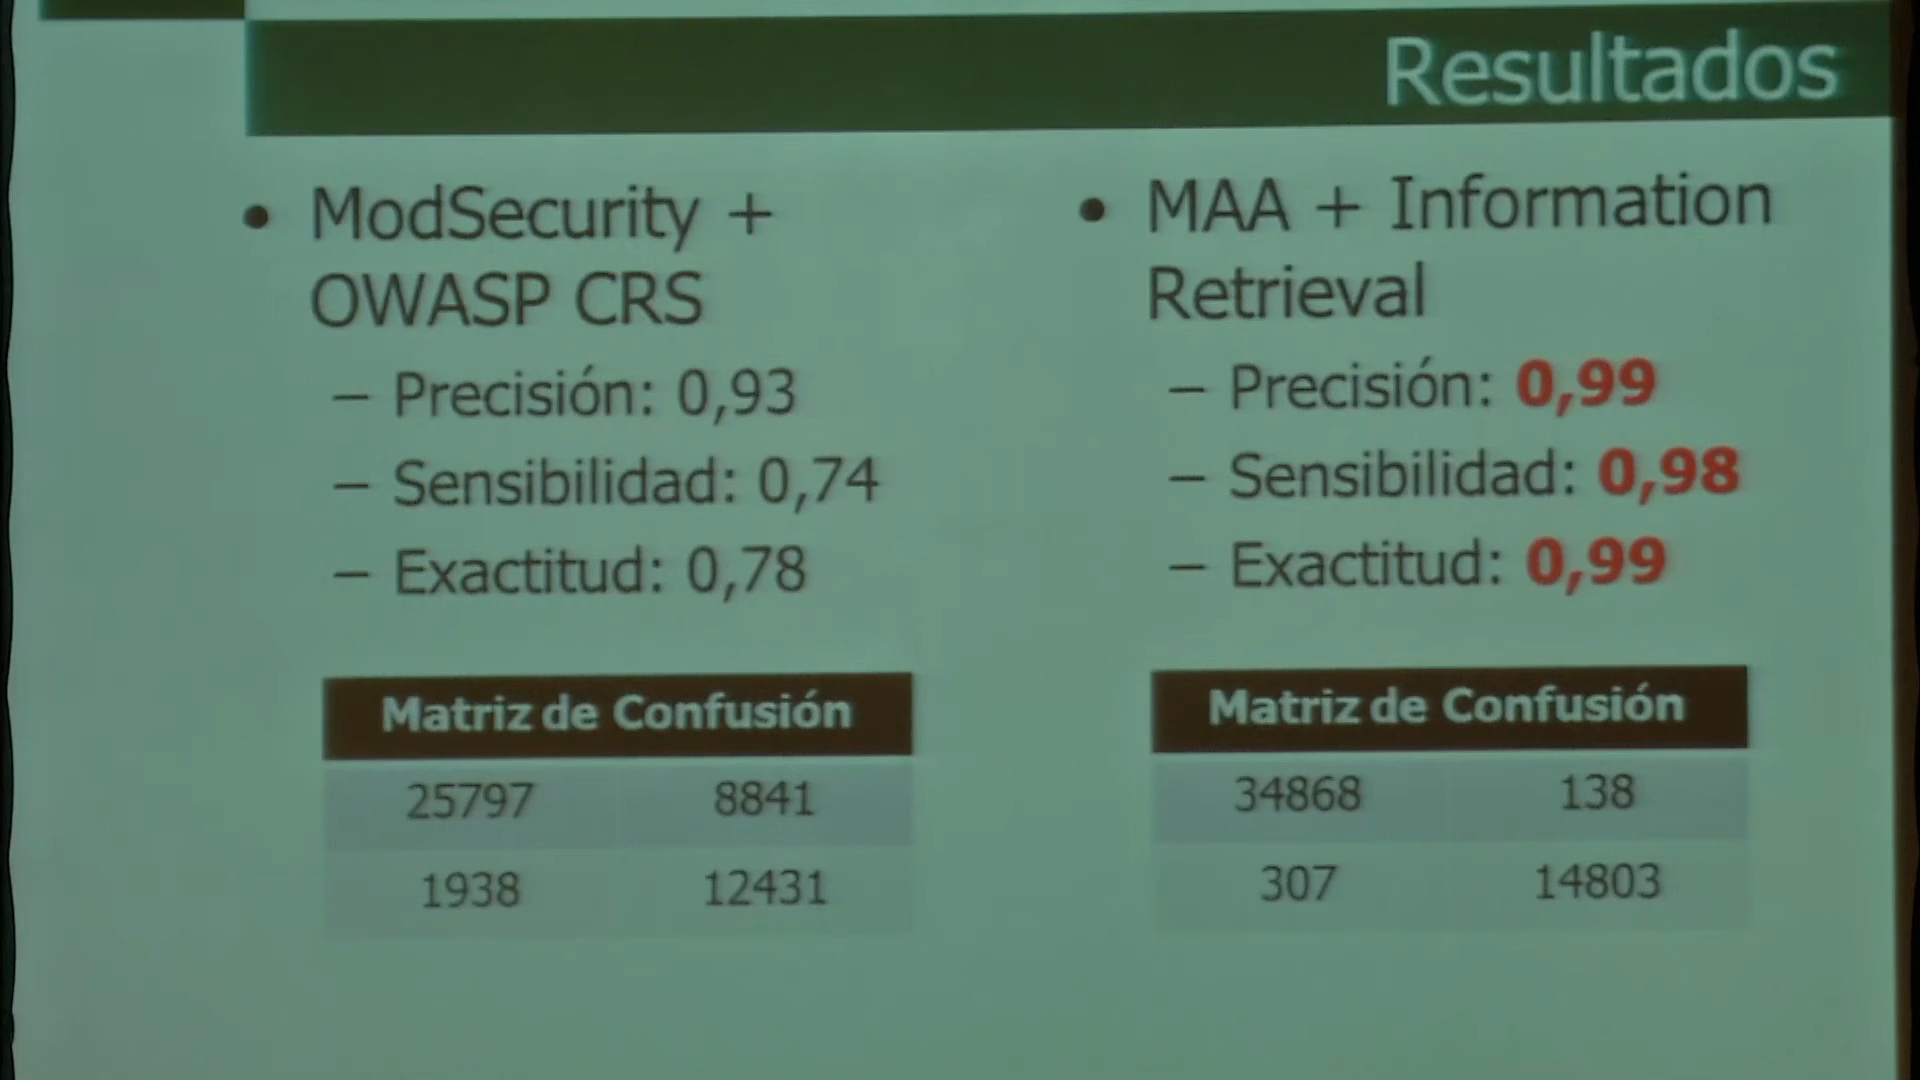 Resultados
• ModSecurity +
OWASP CRS
– Precisión: 0,93
– Sensibilidad: 0,74
– Exactitud: 0,78
Matriz de Confusión
25797 8841
1938 12431
• MAA + Information
Retrieval
– Precisión: 0,99
– Sensibilidad: 0,98
– Exactitud: 0,99
Matriz de Confusión
34868 138
307 14803